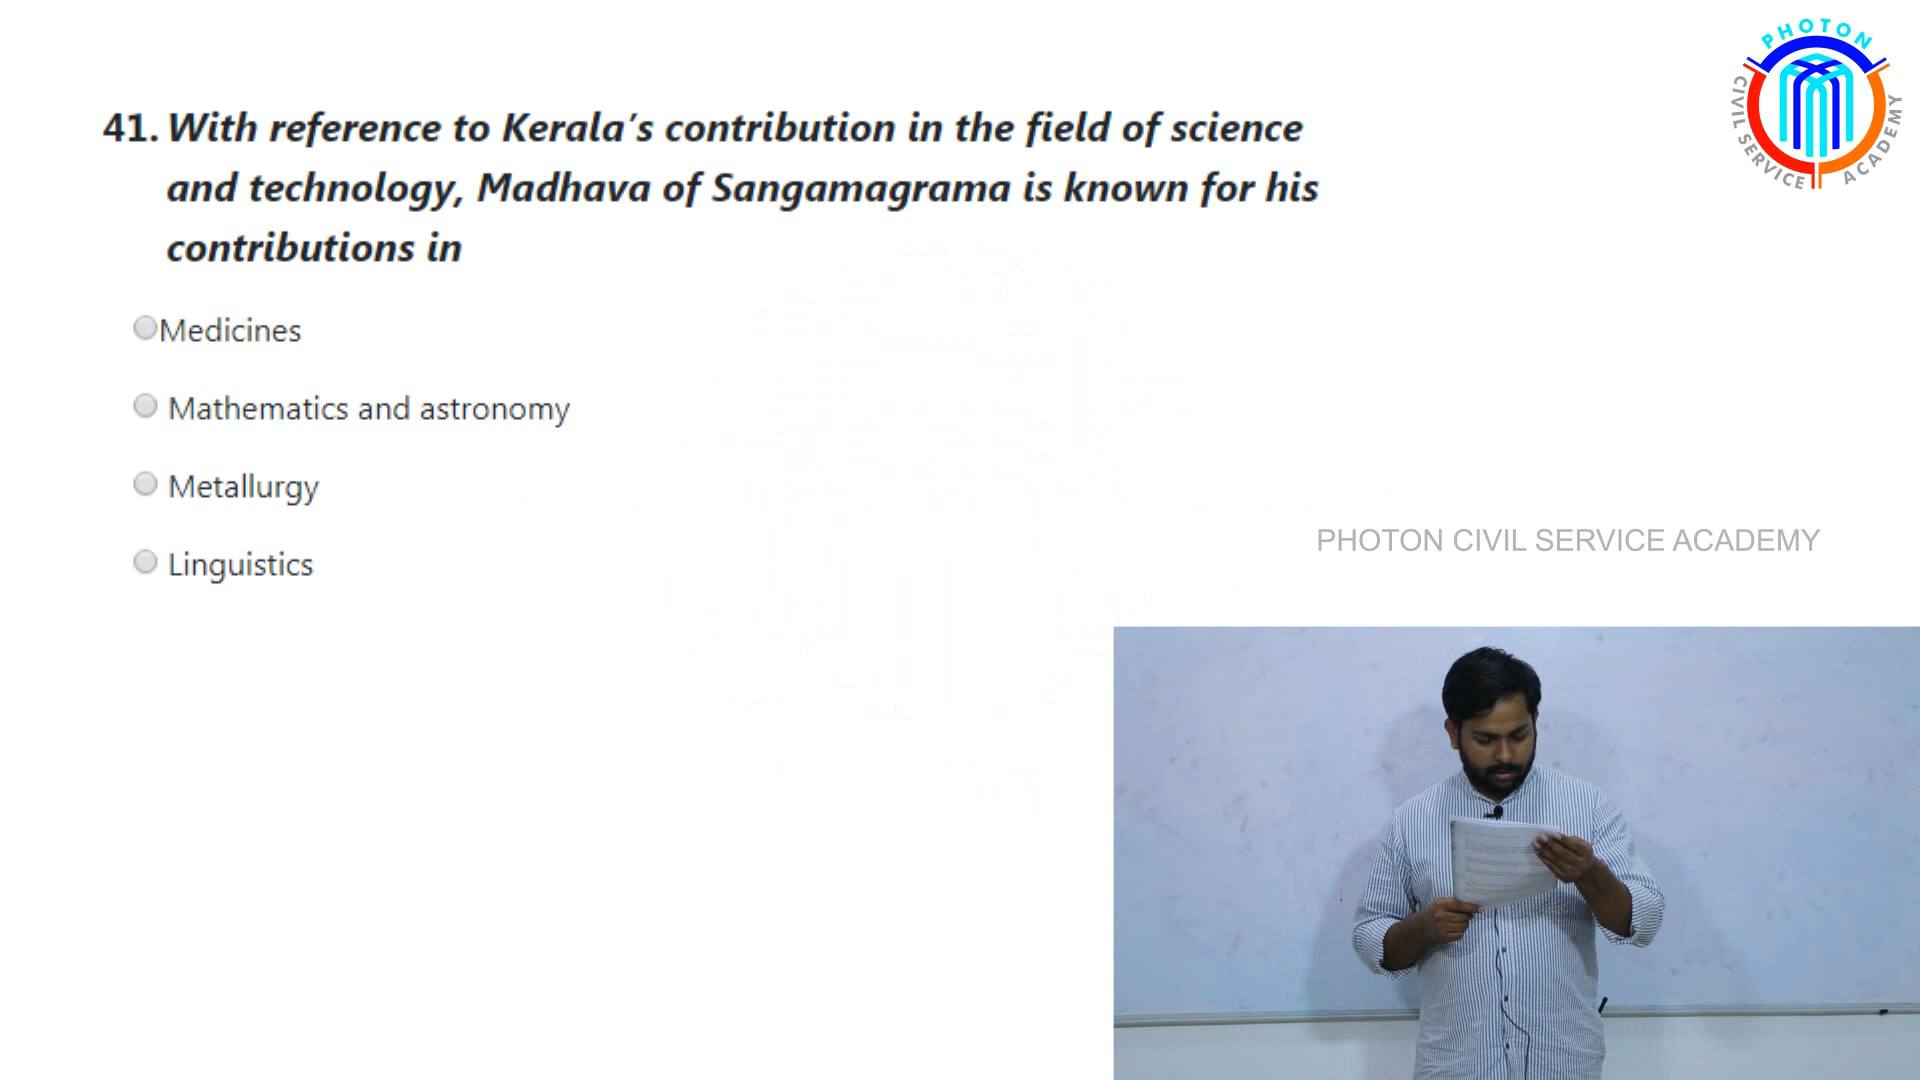 PHOTON
CIVIL SERVICE ACADEMY
41. With reference to Kerala's contribution in the field of science
and technology, Madhava of Sangamagrama is known for his
contributions in
Medicines
Mathematics and astronomy
Metallurgy
Linguistics
PHOTON CIVIL SERVICE ACADEMY